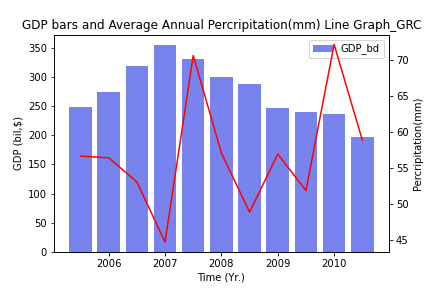 GDP bars and Average Annual Percripitation(mm) Line Graph_GRC
GDP_bd
350
300
250
200
150
100
50
0
GDP (bil,$)
70
65
60
55
50
45
Percripitation(mm)
2006 2007 2008 2009 2010
Time (Yr.)